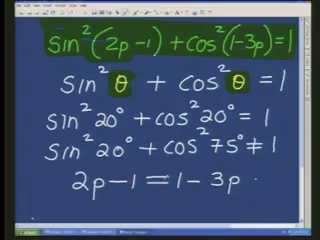 sin²(2p-1)+cos²(1-3p)=1
sin²θ + cos²θ = 1
sin²20° + cos²20° = 1
sin²20° + cos²75° ≠ 1
2p-1=1-3p